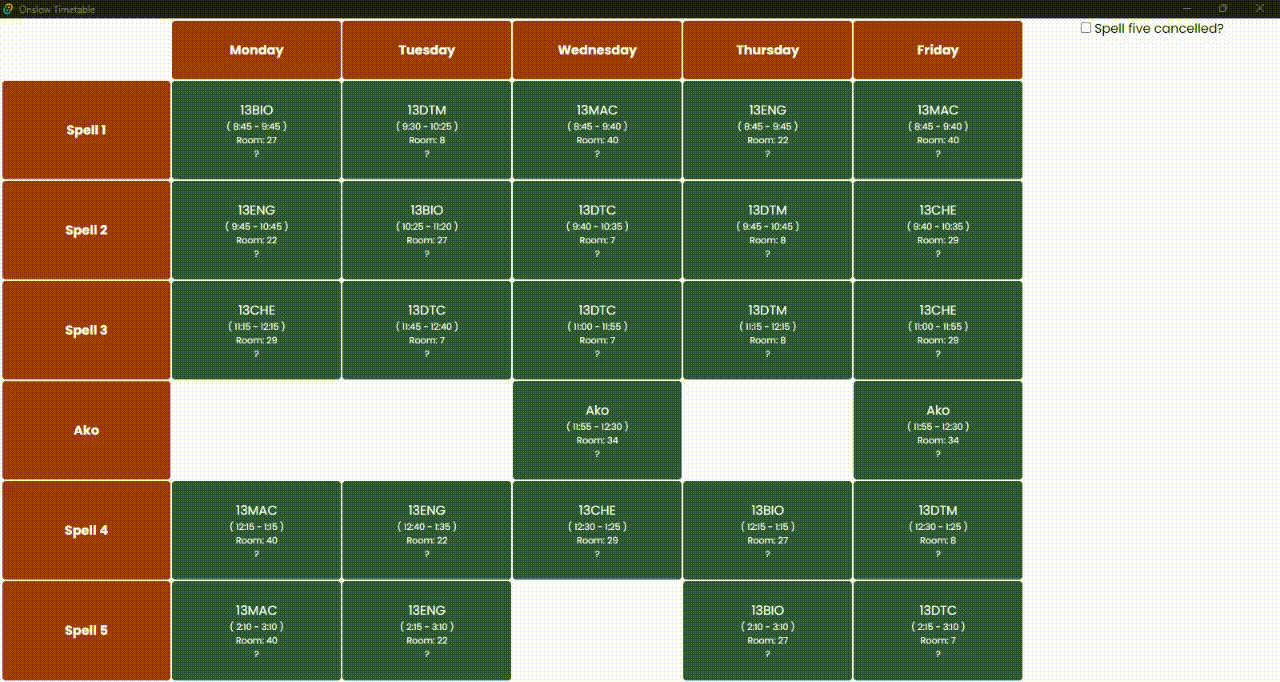 Onslow Timetable
Spell five cancelled?
Monday Tuesday Wednesday Thursday Friday
Spell 1
13BIO
( 8:45 - 9:45 )
Room: 27
?
13DTM
( 9:30 - 10:25 )
Room: 8
?
13MAC
( 8:45 - 9:40 )
Room: 40
?
13ENG
( 8:45 - 9:45 )
Room: 22
?
13MAC
( 8:45 - 9:40 )
Room: 40
?
Spell 2
13ENG
( 9:45 - 10:45 )
Room: 22
?
13BIO
( 10:25 - 11:20 )
Room: 27
?
13DTC
( 9:40 - 10:35 )
Room: 7
?
13DTM
( 9:45 - 10:45 )
Room: 8
?
13CHE
( 9:40 - 10:35 )
Room: 29
?
Spell 3
13CHE
( 11:15 - 12:15 )
Room: 29
?
13DTC
( 11:45 - 12:40 )
Room: 7
?
13DTC
( 11:00 - 11:55 )
Room: 7
?
13DTM
( 11:15 - 12:15 )
Room: 8
?
13CHE
( 11:00 - 11:55 )
Room: 29
?
Ako
Ako
( 11:55 - 12:30 )
Room: 34
?
Ako
( 11:55 - 12:30 )
Room: 34
?
Spell 4
13MAC
( 12:15 - 1:15 )
Room: 40
?
13ENG
( 12:40 - 1:35 )
Room: 22
?
13CHE
( 12:30 - 1:25 )
Room: 29
?
13BIO
( 12:15 - 1:15 )
Room: 27
?
13DTM
( 12:30 - 1:25 )
Room: 8
?
Spell 5
13MAC
( 2:10 - 3:10 )
Room: 40
?
13ENG
( 2:15 - 3:10 )
Room: 22
?
13BIO
( 2:10 - 3:10 )
Room: 27
?
13DTC
( 2:15 - 3:10 )
Room: 7
?